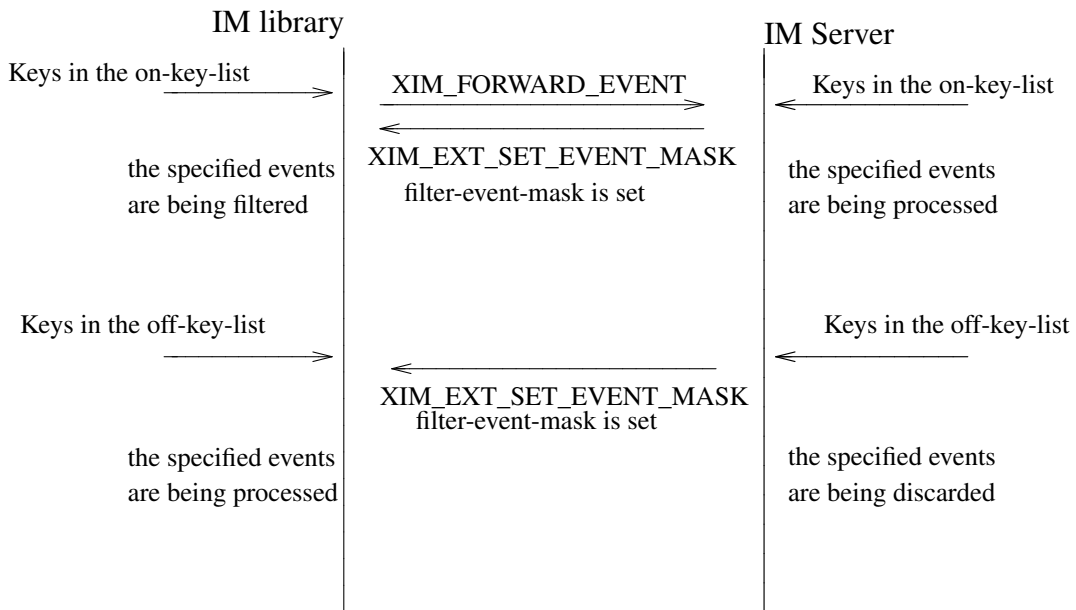 IM library
IM Server
Keys in the on-key-list
XIM_FORWARD_EVENT
Keys in the on-key-list
XIM_EXT_SET_EVENT_MASK
filter-event-mask is set
the specified events
are being filtered
the specified events
are being processed
Keys in the off-key-list
Keys in the off-key-list
XIM_EXT_SET_EVENT_MASK
filter-event-mask is set
the specified events
are being processed
the specified events
are being discarded